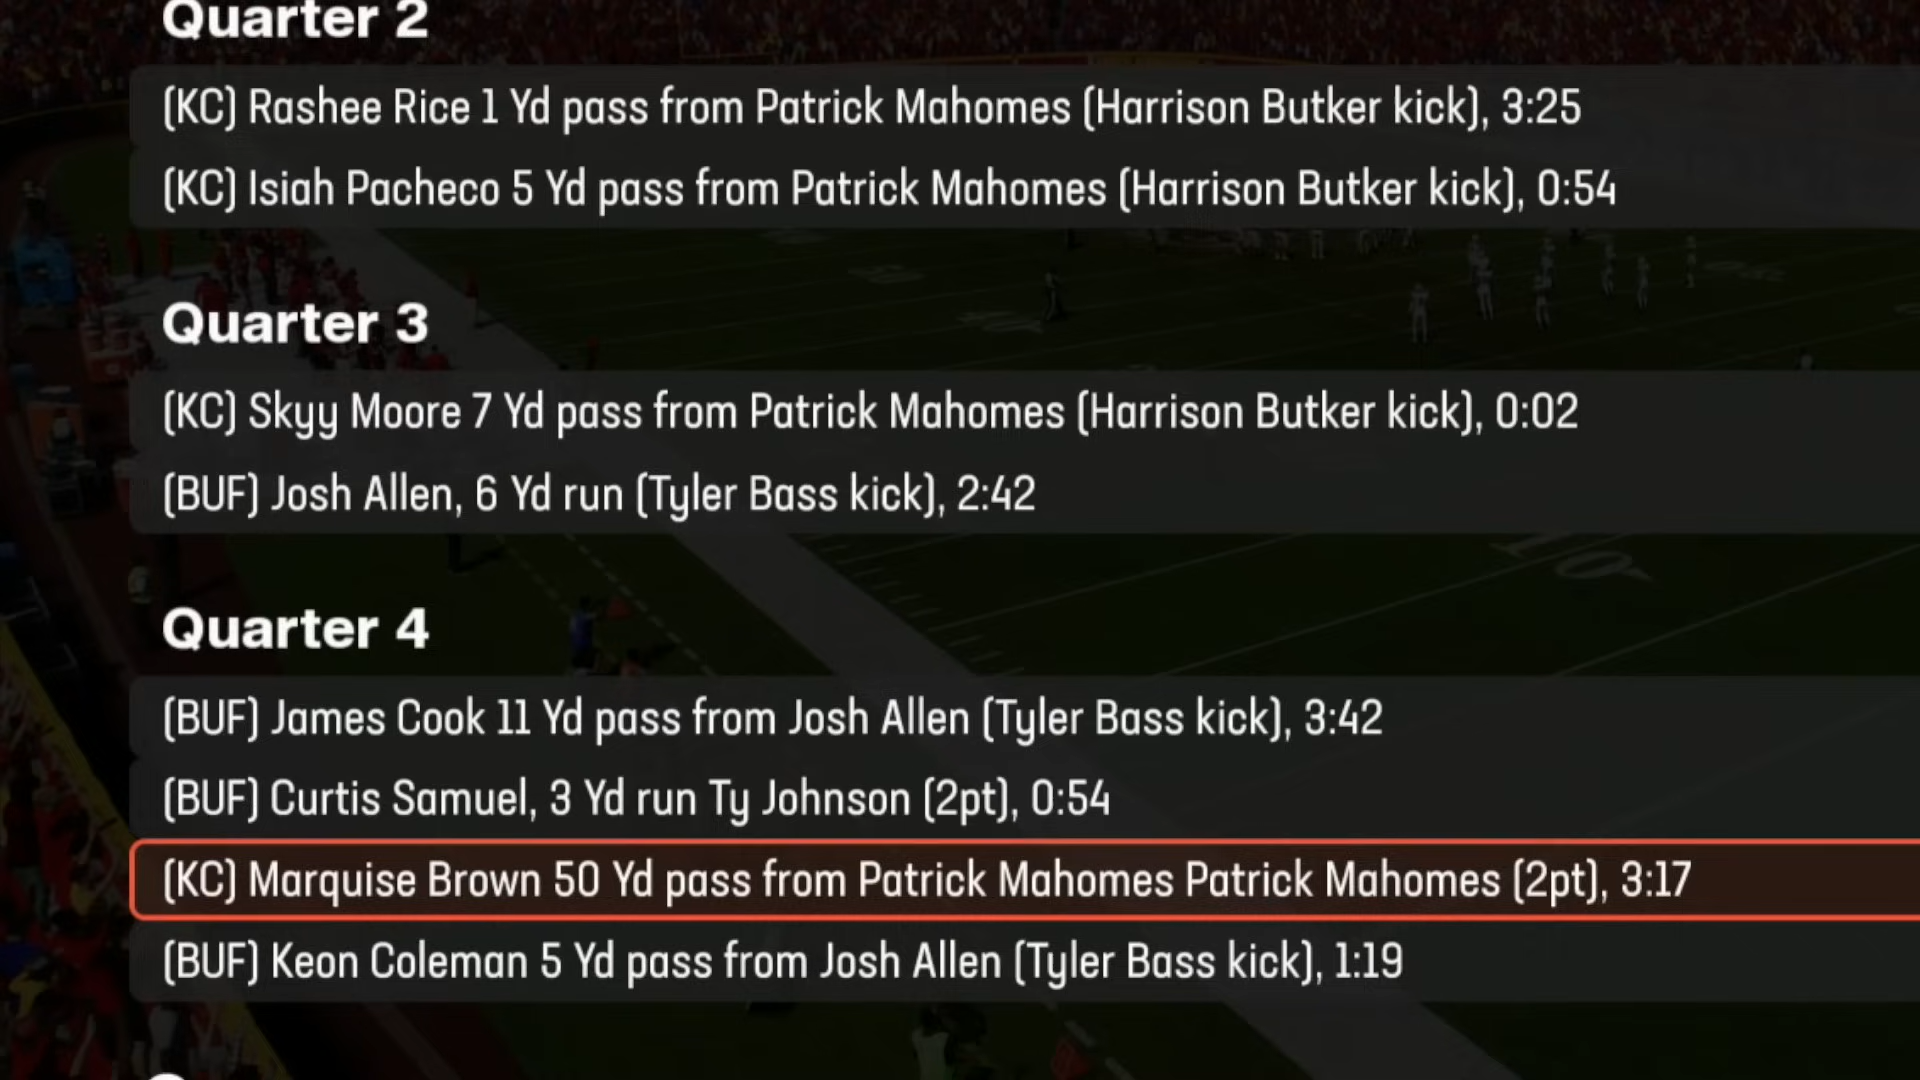 Quarter 2
(KC) Rashee Rice 1 Yd pass from Patrick Mahomes (Harrison Butker kick), 3:25
(KC) Isiah Pacheco 5 Yd pass from Patrick Mahomes (Harrison Butker kick), 0:54
Quarter 3
(KC) Skyy Moore 7 Yd pass from Patrick Mahomes (Harrison Butker kick), 0:02
(BUF) Josh Allen, 6 Yd run (Tyler Bass kick), 2:42
Quarter 4
(BUF) James Cook 11 Yd pass from Josh Allen (Tyler Bass kick), 3:42
(BUF) Curtis Samuel, 3 Yd run Ty Johnson (2pt), 0:54
(KC) Marquise Brown 50 Yd pass from Patrick Mahomes Patrick Mahomes (2pt), 3:17
(BUF) Keon Coleman 5 Yd pass from Josh Allen (Tyler Bass kick), 1:19